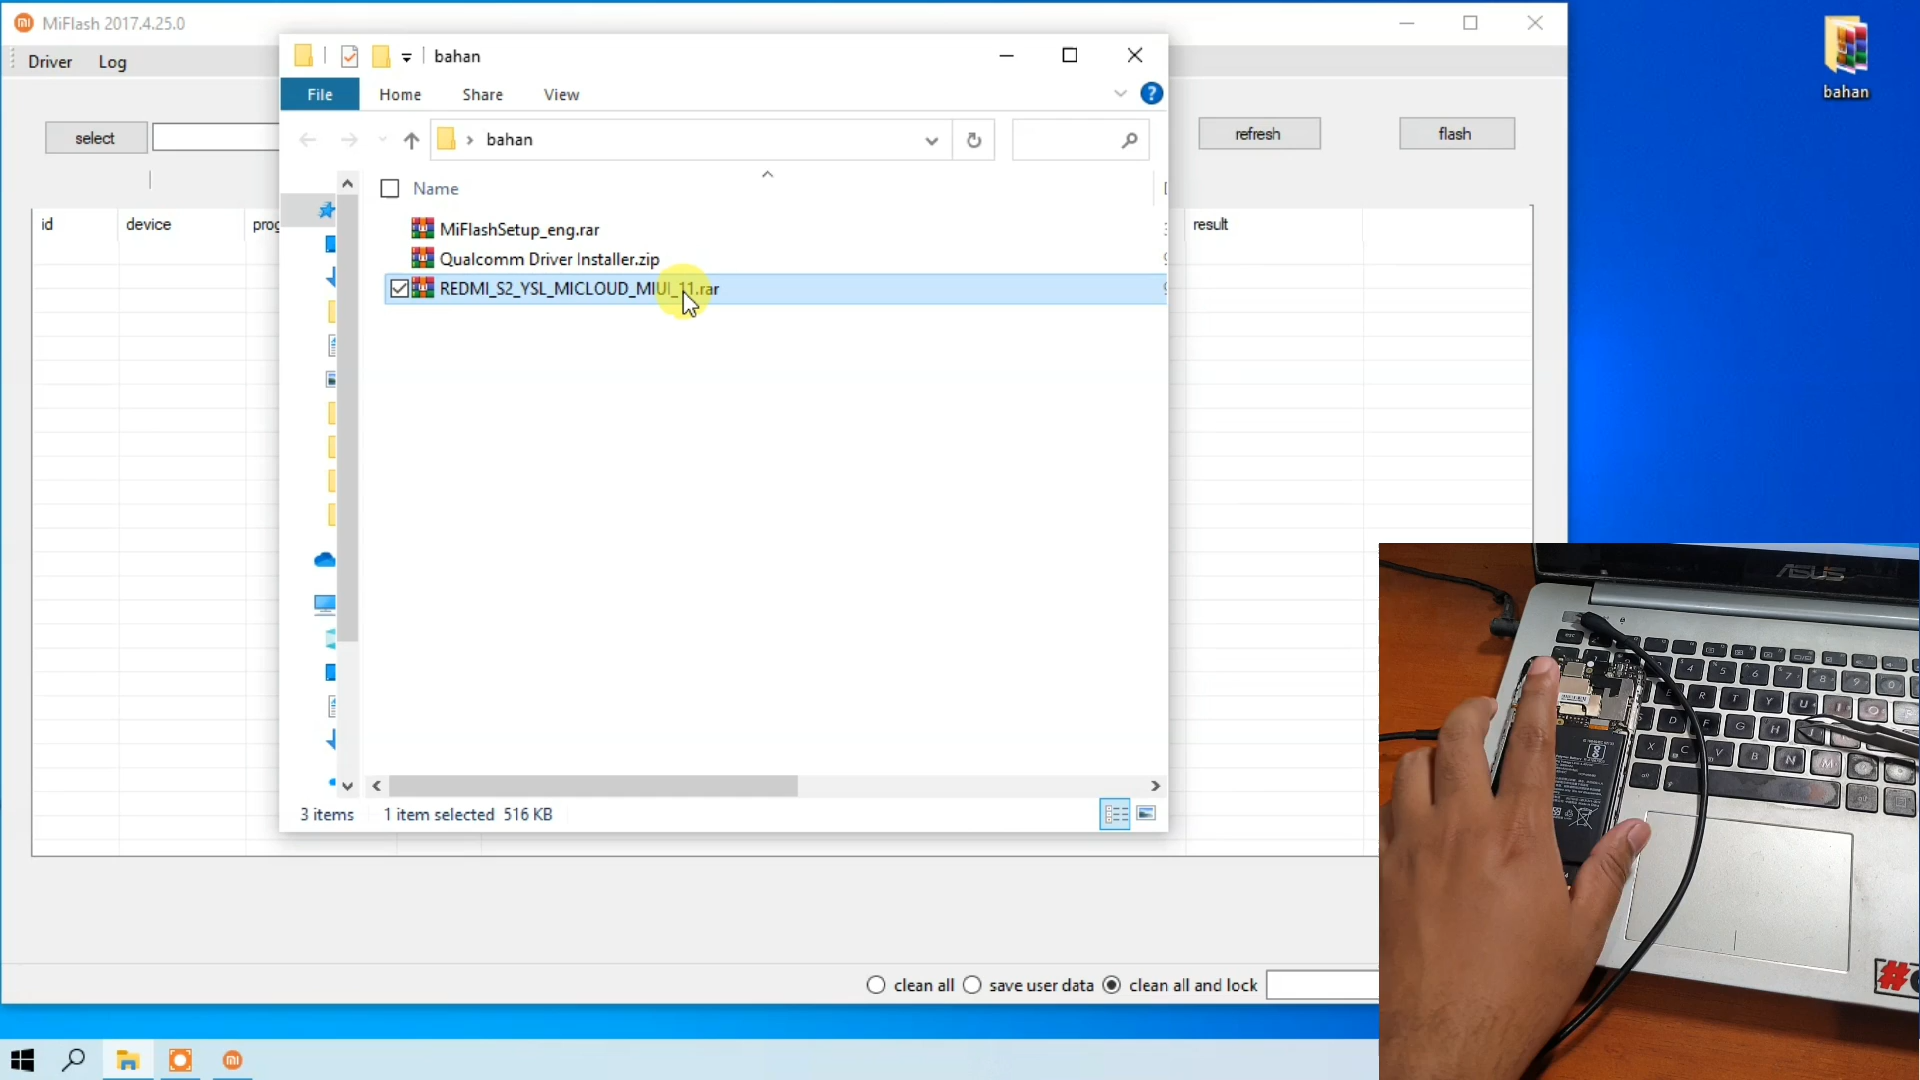 MiFlash 2017.4.25.0
bahan
Driver Log
File Home Share View
select
bahan
refresh
flash
bahan
Name
id device
result
MiFlashSetup_eng.rar
Qualcomm Driver Installer.zip
REDMI_S2_YSL_MICLOUD_MIUI_11.rar
ASUS
3 items 1 item selected 516 KB
clean all save user data clean all and lock